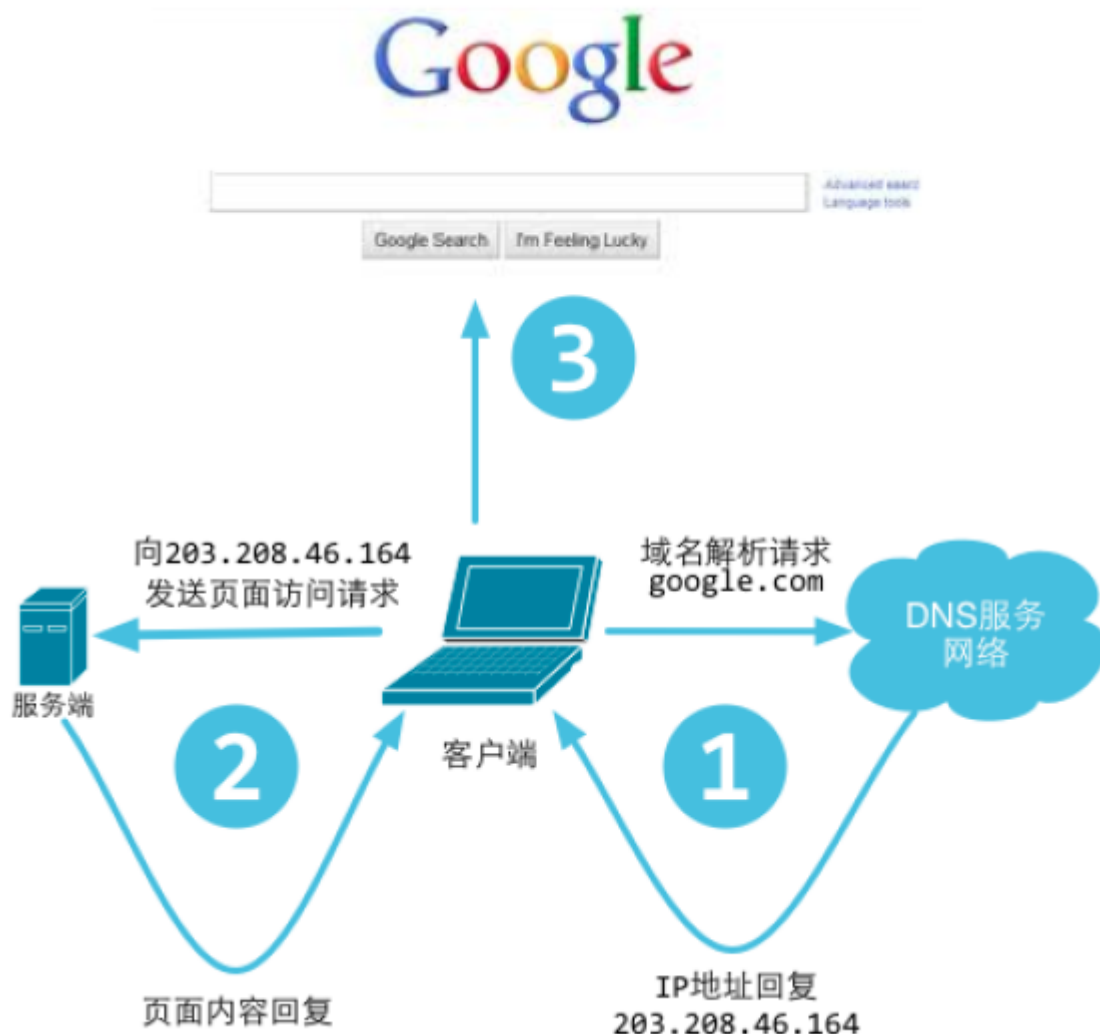 Google
Advanced searc
Language tools
Google Search
I'm Feeling Lucky
3
向203.208.46.164
发送页面访问请求
域名解析请求
google.com
DNS服务
网络
服务端
2
客户端
1
页面内容回复
IP地址回复
203.208.46.164